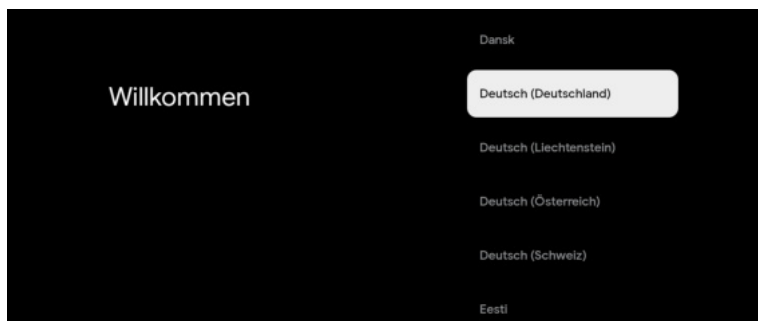 Willkommen
Dansk
Deutsch (Deutschland)
Deutsch (Liechtenstein)
Deutsch (Österreich)
Deutsch (Schweiz)
Eesti